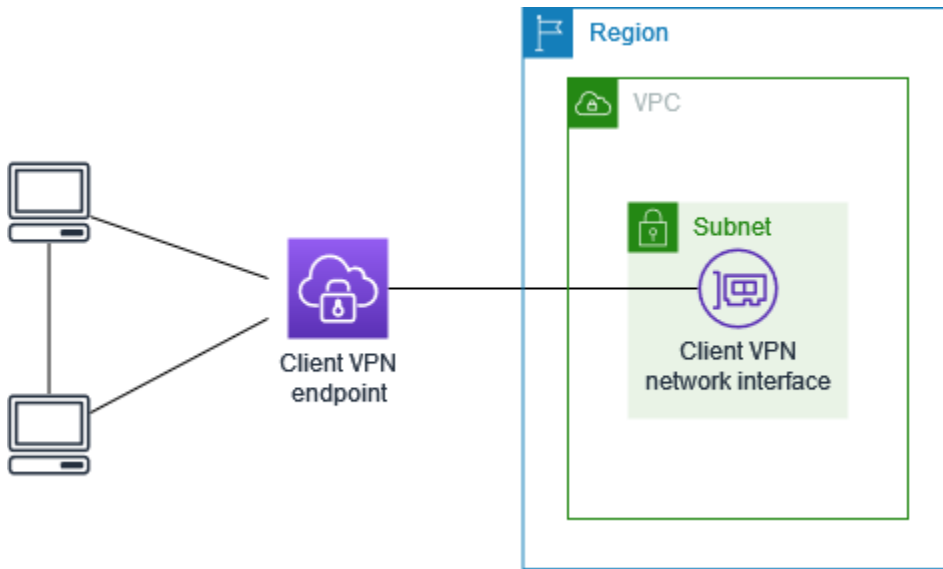 Region
VPC
Subnet
Client VPN
endpoint
Client VPN
network interface